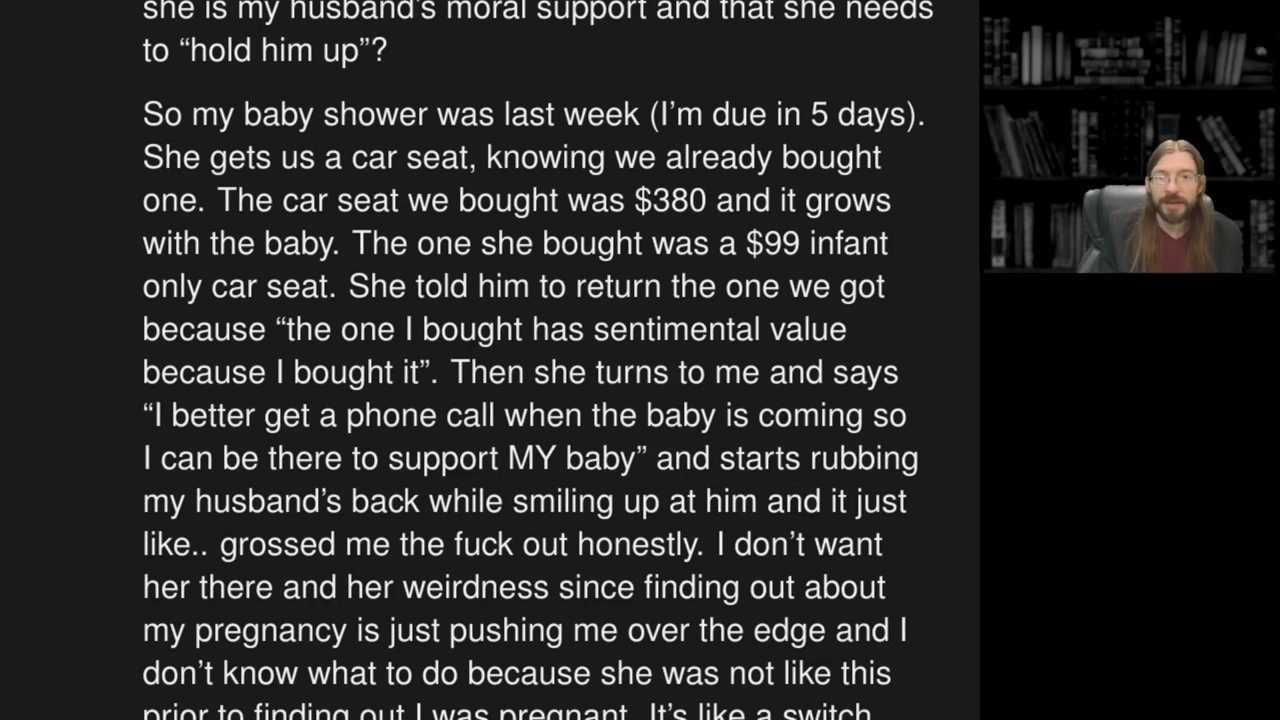 she is my husband's moral support and that she needs
to “hold him up”?
So my baby shower was last week (I’m due in 5 days).
She gets us a car seat, knowing we already bought
one. The car seat we bought was $380 and it grows
with the baby. The one she bought was a $99 infant
only car seat. She told him to return the one we got
because “the one I bought has sentimental value
because I bought it”. Then she turns to me and says
“I better get a phone call when the baby is coming so
I can be there to support MY baby” and starts rubbing
my husband’s back while smiling up at him and it just
like.. grossed me the fuck out honestly. I don’t want
her there and her weirdness since finding out about
my pregnancy is just pushing me over the edge and I
don’t know what to do because she was not like this
prior to finding out I was pregnant. It’s like a switch